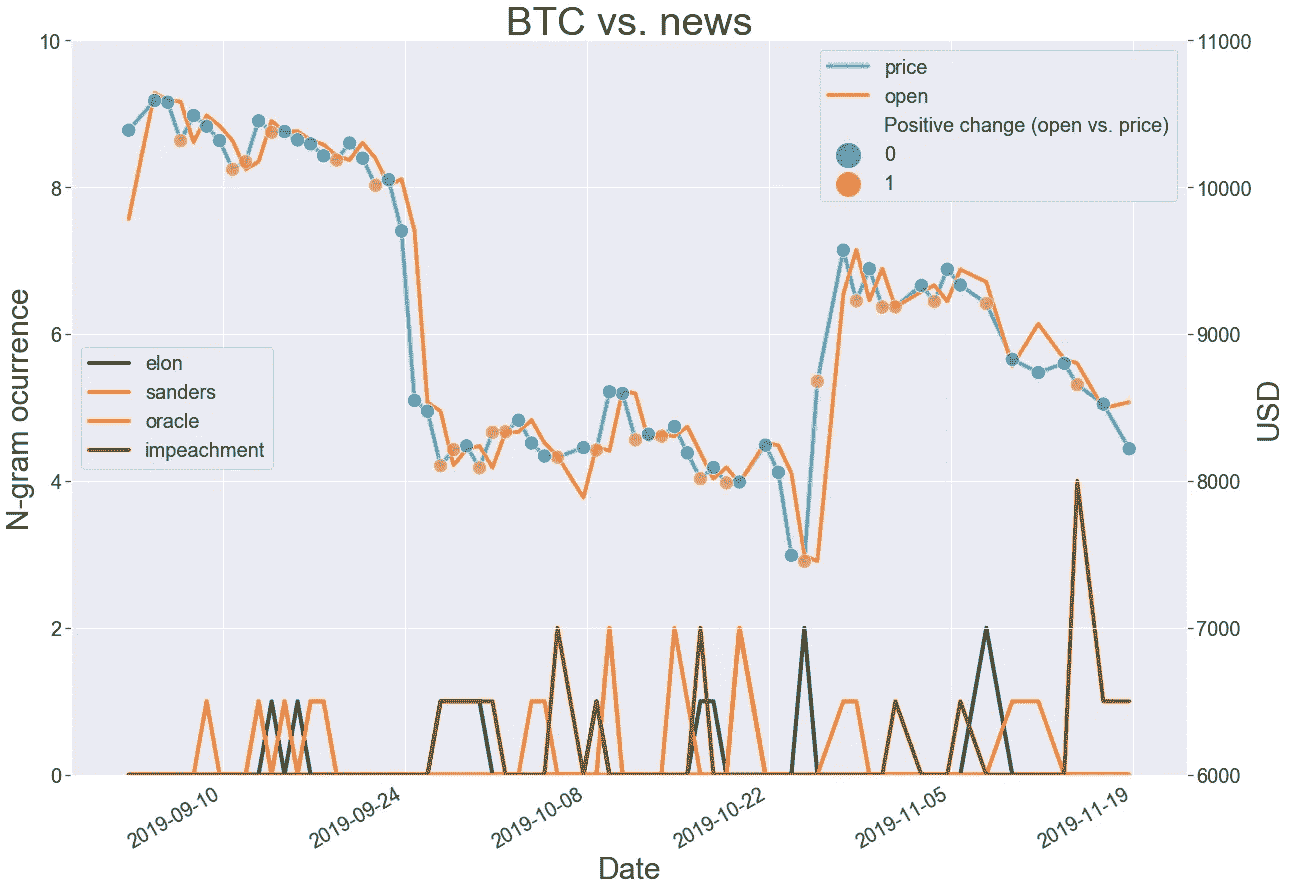 BTC vs. news
10
8
6
4
2
0
N-gram ocurrence
11000
10000
9000
8000
7000
6000
USD
price
open
Positive change (open vs. price)
0
1
elon
sanders
oracle
impeachment
2019-09-10
2019-09-24
2019-10-08
2019-10-22
2019-11-05
2019-11-19
Date